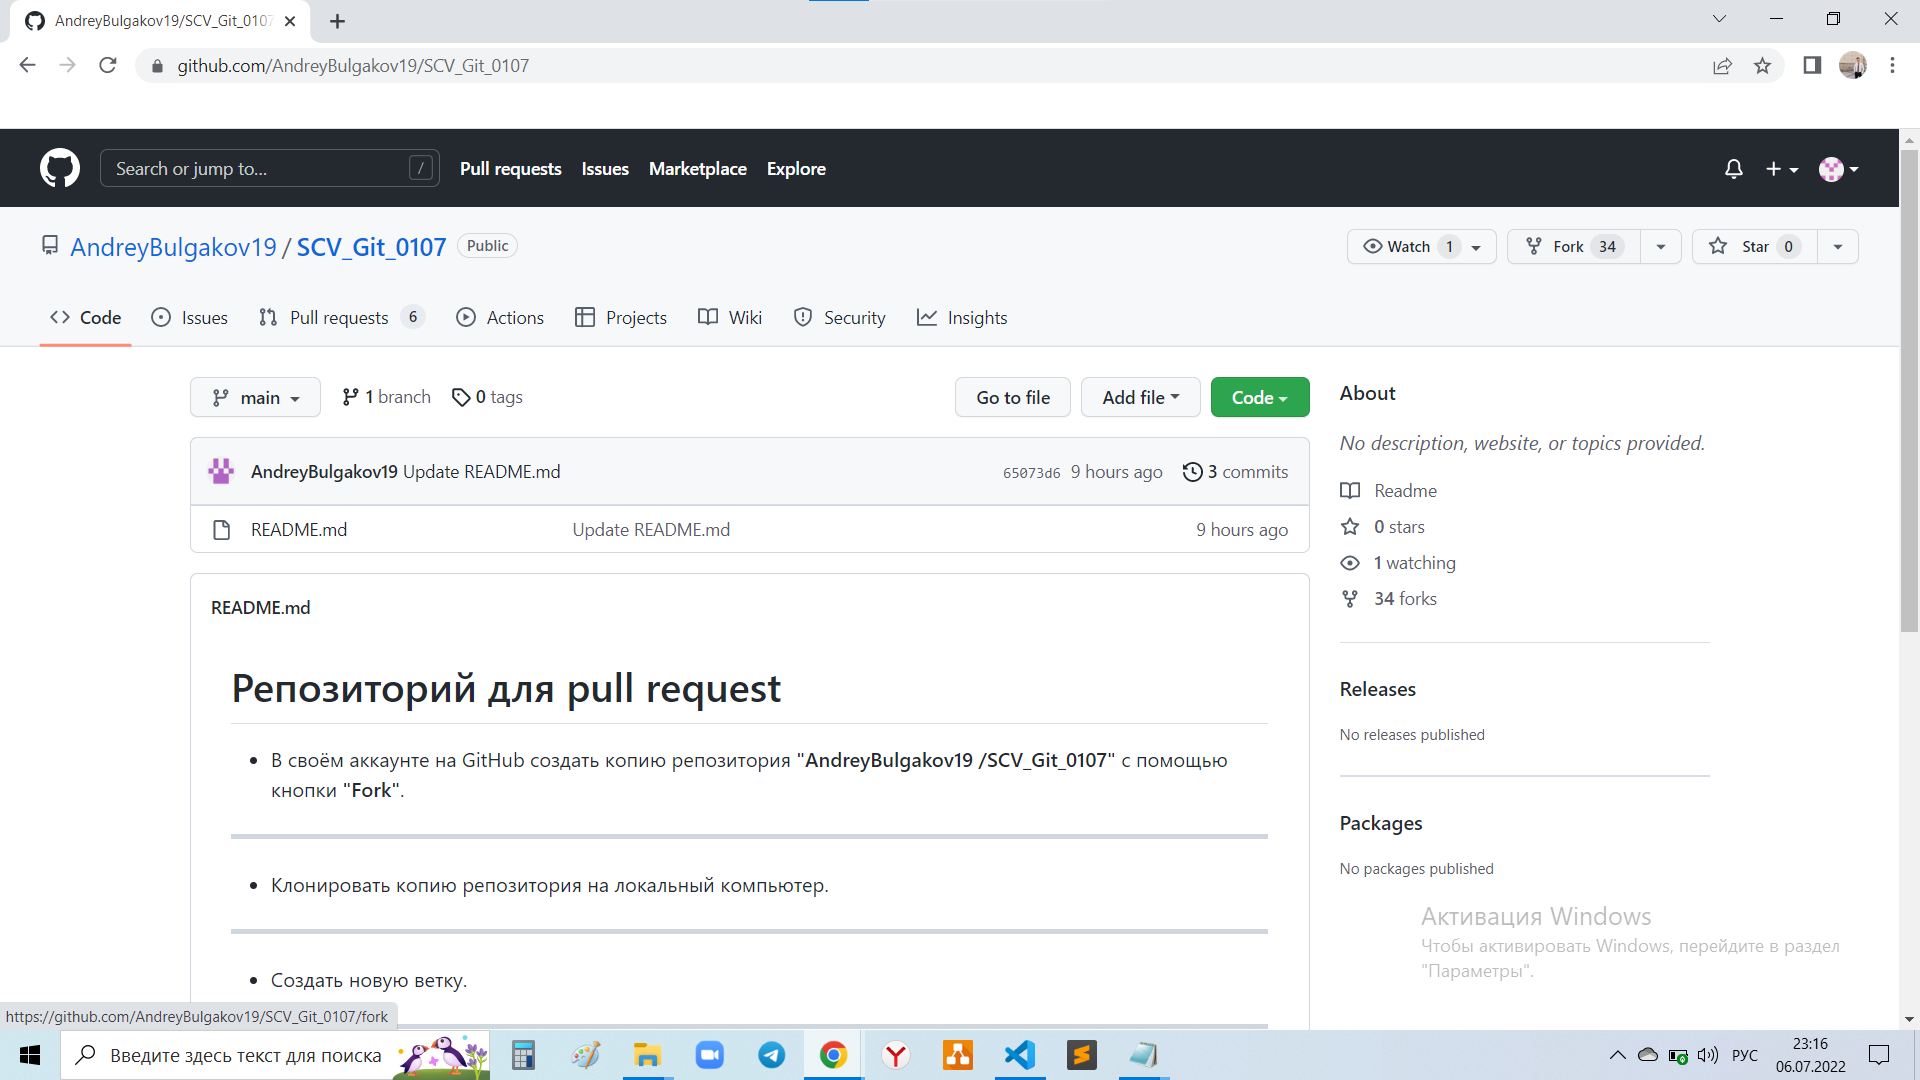 AndreyBulgakov19/SCV_Git_0107
github.com/AndreyBulgakov19/SCV_Git_0107
Search or jump to... /
Pull requests Issues Marketplace Explore
AndreyBulgakov19 / SCV_Git_0107 Public
Watch 1 Fork 34 Star 0
Code Issues Pull requests 6 Actions Projects Wiki Security Insights
main 1 branch 0 tags Go to file Add file Code
AndreyBulgakov19 Update README.md 65073d6 9 hours ago 3 commits
README.md Update README.md 9 hours ago
README.md
Репозиторий для pull request
В своём аккаунте на GitHub создать копию репозитория "AndreyBulgakov19 /SCV_Git_0107" с помощью
кнопки "Fork".
Клонировать копию репозитория на локальный компьютер.
Создать новую ветку.
About
No description, website, or topics provided.
Readme
0 stars
1 watching
34 forks
Releases
No releases published
Packages
No packages published
Активация Windows
Чтобы активировать Windows, перейдите в раздел
"Параметры".
https://github.com/AndreyBulgakov19/SCV_Git_0107/fork
Введите здесь текст для поиска
РУС
23:16
06.07.2022